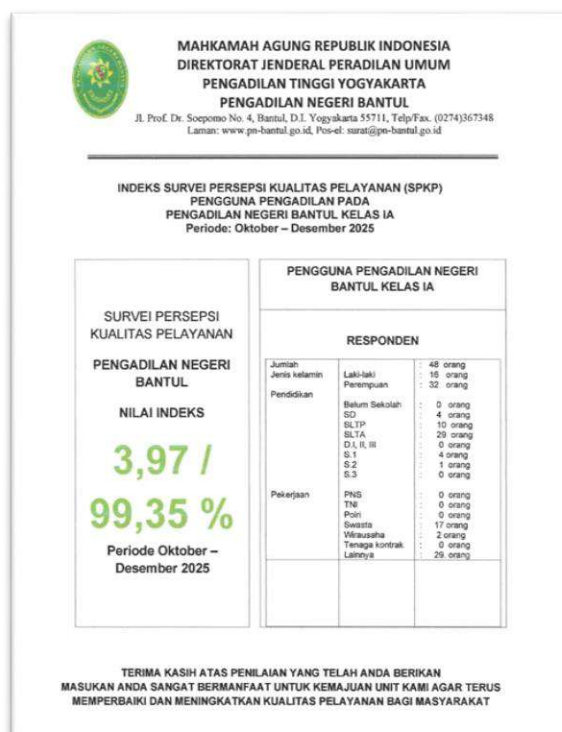 MAHKAMAH AGUNG REPUBLIK INDONESIA
DIREKTORAT JENDERAL PERADILAN UMUM
PENGADILAN TINGGI YOGYAKARTA
PENGADILAN NEGERI BANTUL
Jl. Prof. Dr. Soepomo No. 4, Bantul, D.I. Yogyakarta 55711, Telp/Fax. (0274)367348
Laman: www.pn-bantul.go.id, Pos-el: surat@pn-bantul.go.id
INDEKS SURVEI PERSEPSI KUALITAS PELAYANAN (SPKP)
PENGGUNA PENGADILAN PADA
PENGADILAN NEGERI BANTUL KELAS IA
Periode: Oktober – Desember 2025
SURVEI PERSEPSI
KUALITAS PELAYANAN
PENGADILAN NEGERI
BANTUL
NILAI INDEKS
3,97 /
99,35 %
Periode Oktober –
Desember 2025
PENGGUNA PENGADILAN NEGERI
BANTUL KELAS IA
RESPONDEN
Jumlah : 48 orang
Jenis kelamin Laki-laki : 16 orang
Perempuan : 32 orang
Pendidikan
Belum Sekolah : 0 orang
SD : 4 orang
SLTP : 10 orang
SLTA : 29 orang
D.I, II, III : 0 orang
S.1 : 4 orang
S.2 : 1 orang
S.3 : 0 orang
Pekerjaan PNS : 0 orang
TNI : 0 orang
Polri : 0 orang
Swasta : 17 orang
Wirausaha : 2 orang
Tenaga kontrak : 0 orang
Lainnya : 29 orang
TERIMA KASIH ATAS PENILAIAN YANG TELAH ANDA BERIKAN
MASUKAN ANDA SANGAT BERMANFAAT UNTUK KEMAJUAN UNIT KAMI AGAR TERUS
MEMPERBAIKI DAN MENINGKATKAN KUALITAS PELAYANAN BAGI MASYARAKAT